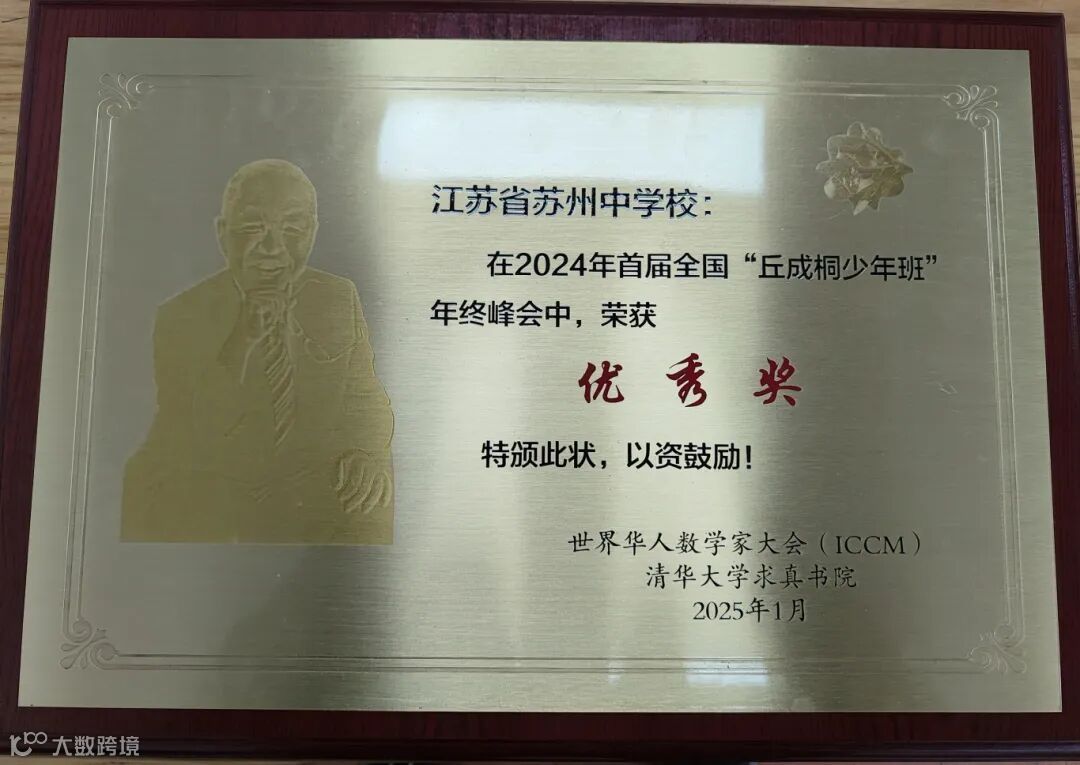 江苏省苏州中学校：
在2024年首届全国“丘成桐少年班”
年终峰会中，荣获
优秀奖
特颁此状，以资鼓励！
世界华人数学家大会（ICCM）
清华大学求真书院
2025年1月
大数跨境